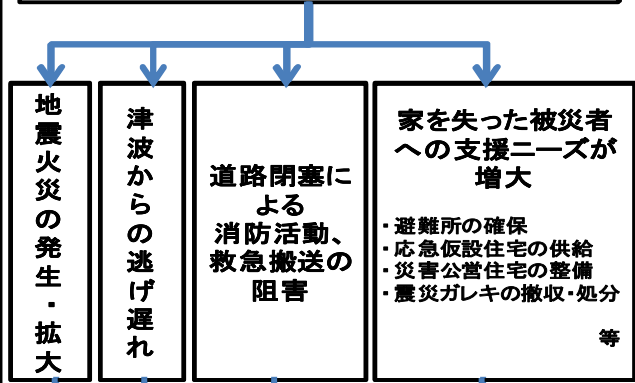 地震火災の発生・拡大
津波からの逃げ遅れ
道路閉塞に
よる
消防活動、
救急搬送の
阻害
家を失った被災者
への支援ニーズが
増大
・避難所の確保
・応急仮設住宅の供給
・災害公営住宅の整備
・震災ガレキの撤収・処分
等